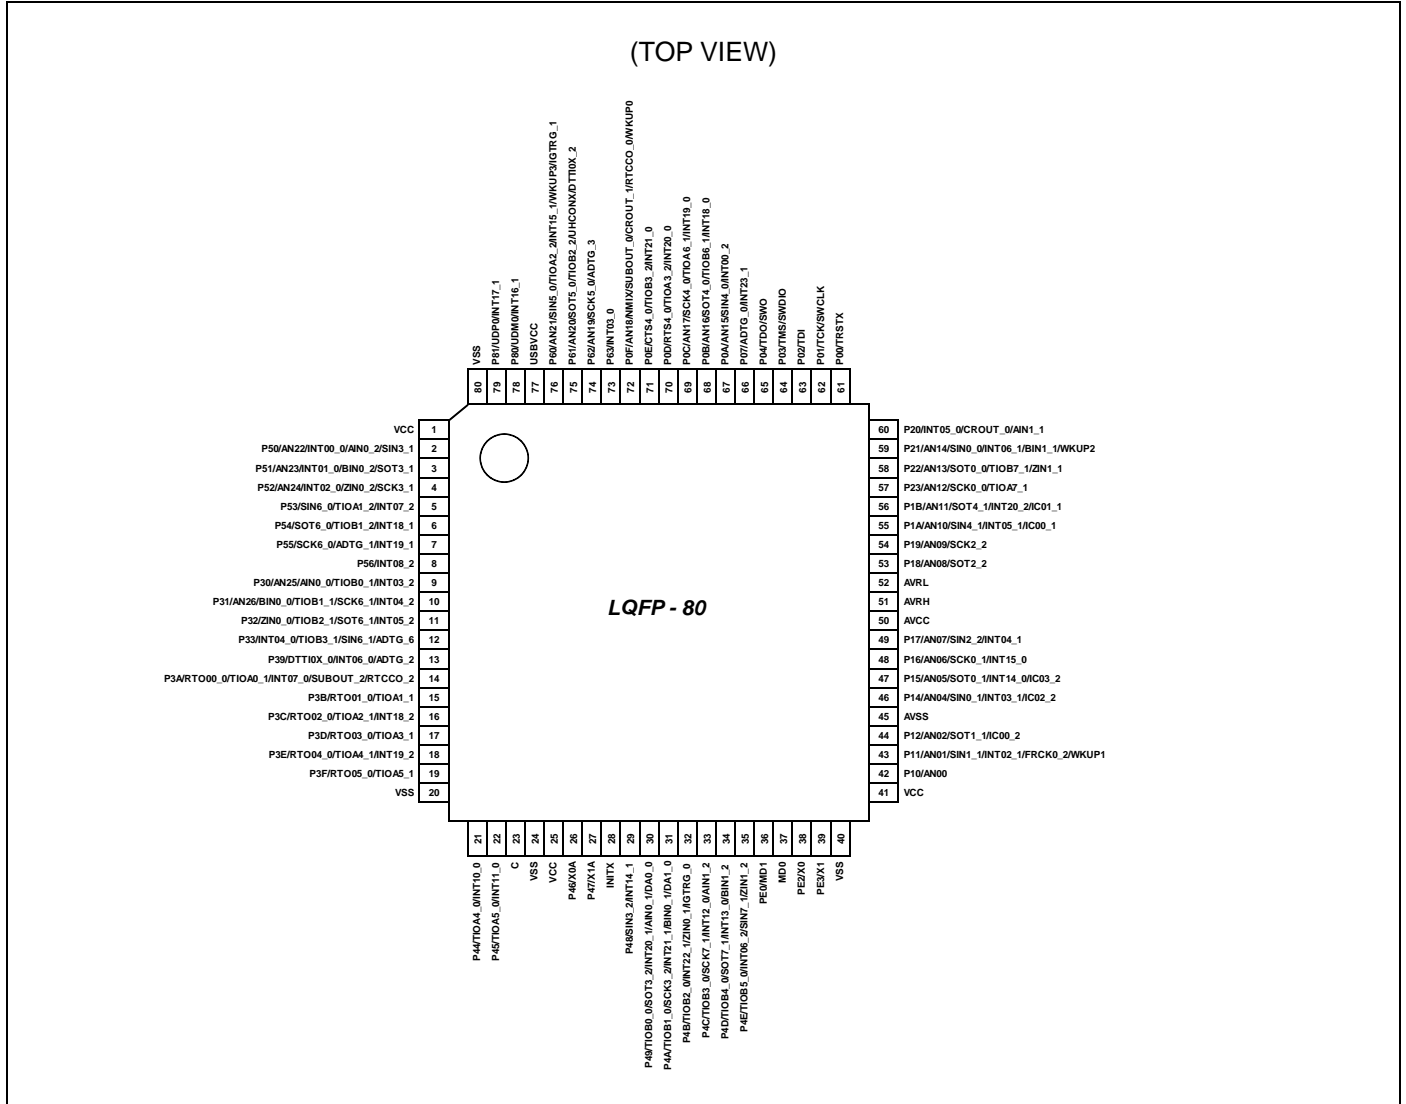 (TOP VIEW)
VSS
P81/UDP0/INT17_1
P80/UDM0/INT16_1
USBVCC
P60/AN21/SIN5_0/TIOA2_2/INT15_1/WKUP3/IGTRG_1
P61/AN20/SOT5_0/TIOB2_2/UHCONX/DTTI0X_2
P62/AN19/SCK5_0/ADTG_3
P63/INT03_0
P0F/AN18/NMIX/SUBOUT_0/CROUT_1/RTCCO_0/WKUP0
P0E/CTS4_0/TIOB3_2/INT21_0
P0D/RTS4_0/TIOA3_2/INT20_0
P0C/AN17/SCK4_0/TIOA6_1/INT19_0
P0B/AN16/SOT4_0/TIOB6_1/INT18_0
P0A/AN15/SIN4_0/INT00_2
P07/ADTG_0/INT23_1
P04/TDO/SWO
P03/TMS/SWDIO
P02/TDI
P01/TCK/SWCLK
P00/TRSTX
80 79 78 77 76 75 74 73 72 71 70 69 68 67 66 65 64 63 62 61
VCC 1
P50/AN22/INT00_0/AIN0_2/SIN3_1 2
P51/AN23/INT01_0/BIN0_2/SOT3_1 3
P52/AN24/INT02_0/ZIN0_2/SCK3_1 4
P53/SIN6_0/TIOA1_2/INT07_2 5
P54/SOT6_0/TIOB1_2/INT18_1 6
P55/SCK6_0/ADTG_1/INT19_1 7
P56/INT08_2 8
P30/AN25/AIN0_0/TIOB0_1/INT03_2 9
P31/AN26/BIN0_0/TIOB1_1/SCK6_1/INT04_2 10
P32/ZIN0_0/TIOB2_1/SOT6_1/INT05_2 11
P33/INT04_0/TIOB3_1/SIN6_1/ADTG_6 12
P39/DTTI0X_0/INT06_0/ADTG_2 13
P3A/RTO00_0/TIOA0_1/INT07_0/SUBOUT_2/RTCCO_2 14
P3B/RTO01_0/TIOA1_1 15
P3C/RTO02_0/TIOA2_1/INT18_2 16
P3D/RTO03_0/TIOA3_1 17
P3E/RTO04_0/TIOA4_1/INT19_2 18
P3F/RTO05_0/TIOA5_1 19
VSS 20
LQFP - 80
60 P20/INT05_0/CROUT_0/AIN1_1
59 P21/AN14/SIN0_0/INT06_1/BIN1_1/WKUP2
58 P22/AN13/SOT0_0/TIOB7_1/ZIN1_1
57 P23/AN12/SCK0_0/TIOA7_1
56 P1B/AN11/SOT4_1/INT20_2/IC01_1
55 P1A/AN10/SIN4_1/INT05_1/IC00_1
54 P19/AN09/SCK2_2
53 P18/AN08/SOT2_2
52 AVRL
51 AVRH
50 AVCC
49 P17/AN07/SIN2_2/INT04_1
48 P16/AN06/SCK0_1/INT15_0
47 P15/AN05/SOT0_1/INT14_0/IC03_2
46 P14/AN04/SIN0_1/INT03_1/IC02_2
45 AVSS
44 P12/AN02/SOT1_1/IC00_2
43 P11/AN01/SIN1_1/INT02_1/FRCK0_2/WKUP1
42 P10/AN00
41 VCC
21 22 23 24 25 26 27 28 29 30 31 32 33 34 35 36 37 38 39 40
P44/TIOA4_0/INT10_0
P45/TIOA5_0/INT11_0
C
VSS
VCC
P46/X0A
P47/X1A
INITX
P48/SIN3_2/INT14_1
P49/TIOB0_0/SOT3_2/INT20_1/AIN0_1/DA0_0
P4A/TIOB1_0/SCK3_2/INT21_1/BIN0_1/DA1_0
P4B/TIOB2_0/INT22_1/ZIN0_1/IGTRG_0
P4C/TIOB3_0/SCK7_1/INT12_0/AIN1_2
P4D/TIOB4_0/SOT7_1/INT13_0/BIN1_2
P4E/TIOB5_0/INT06_2/SIN7_1/ZIN1_2
PE0/MD1
MD0
PE2/X0
PE3/X1
VSS